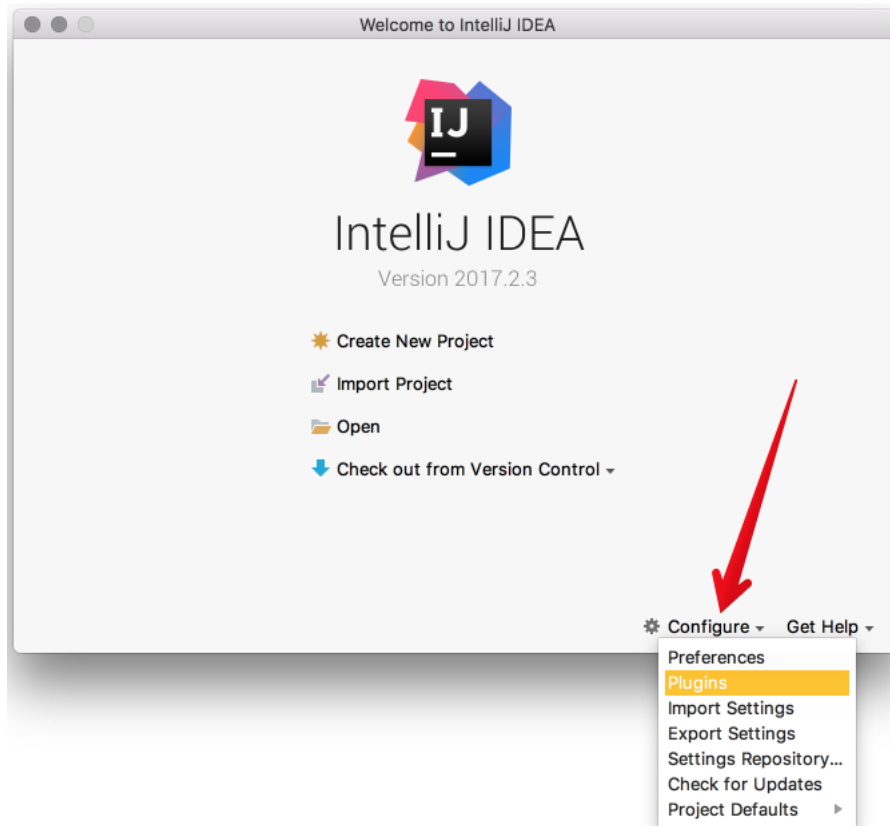 Welcome to IntelliJ IDEA
IJ
IntelliJ IDEA
Version 2017.2.3
Create New Project
Import Project
Open
Check out from Version Control
Configure Get Help
Preferences
Plugins
Import Settings
Export Settings
Settings Repository...
Check for Updates
Project Defaults